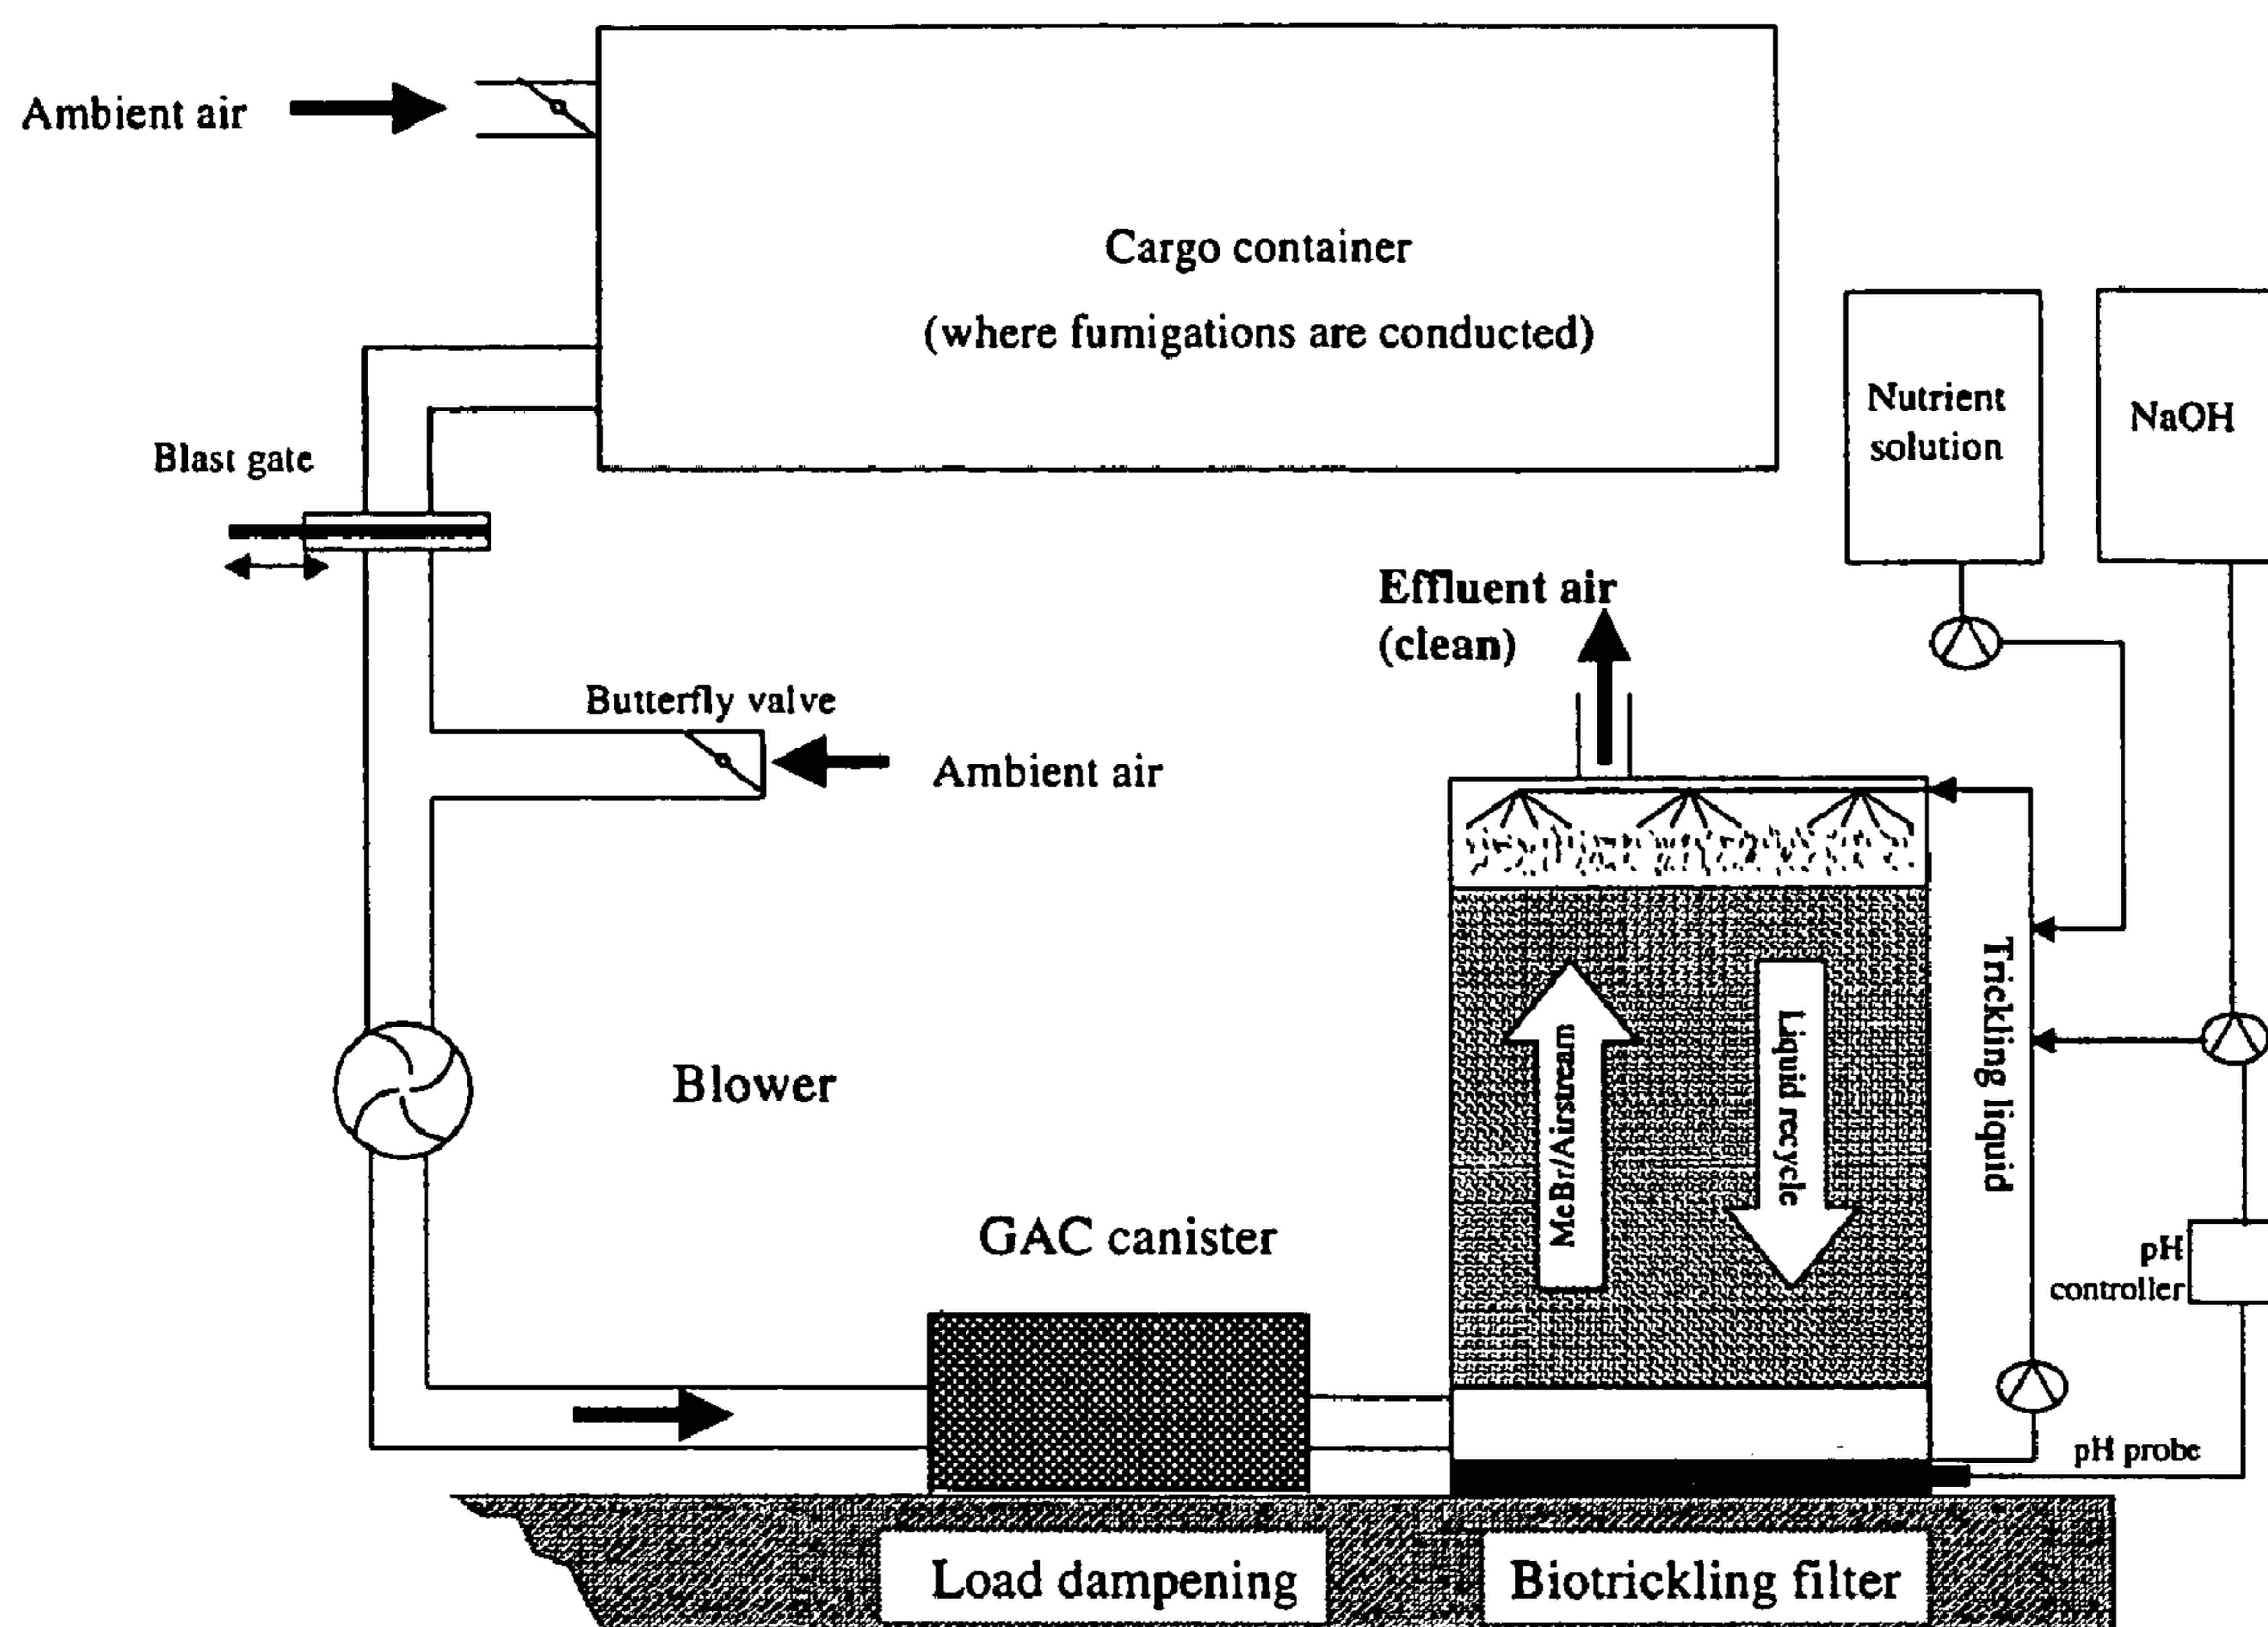 Ambient air
Cargo container
(where fumigations are conducted)
Nutrient
solution
NaOH
Blast gate
Effluent air
(clean)
Butterfly valve
Ambient air
Blower
MeBr/Airstream
Liquid recycle
Trickling liquid
GAC canister
pH
controller
pH probe
Load dampening
Biotrickling filter